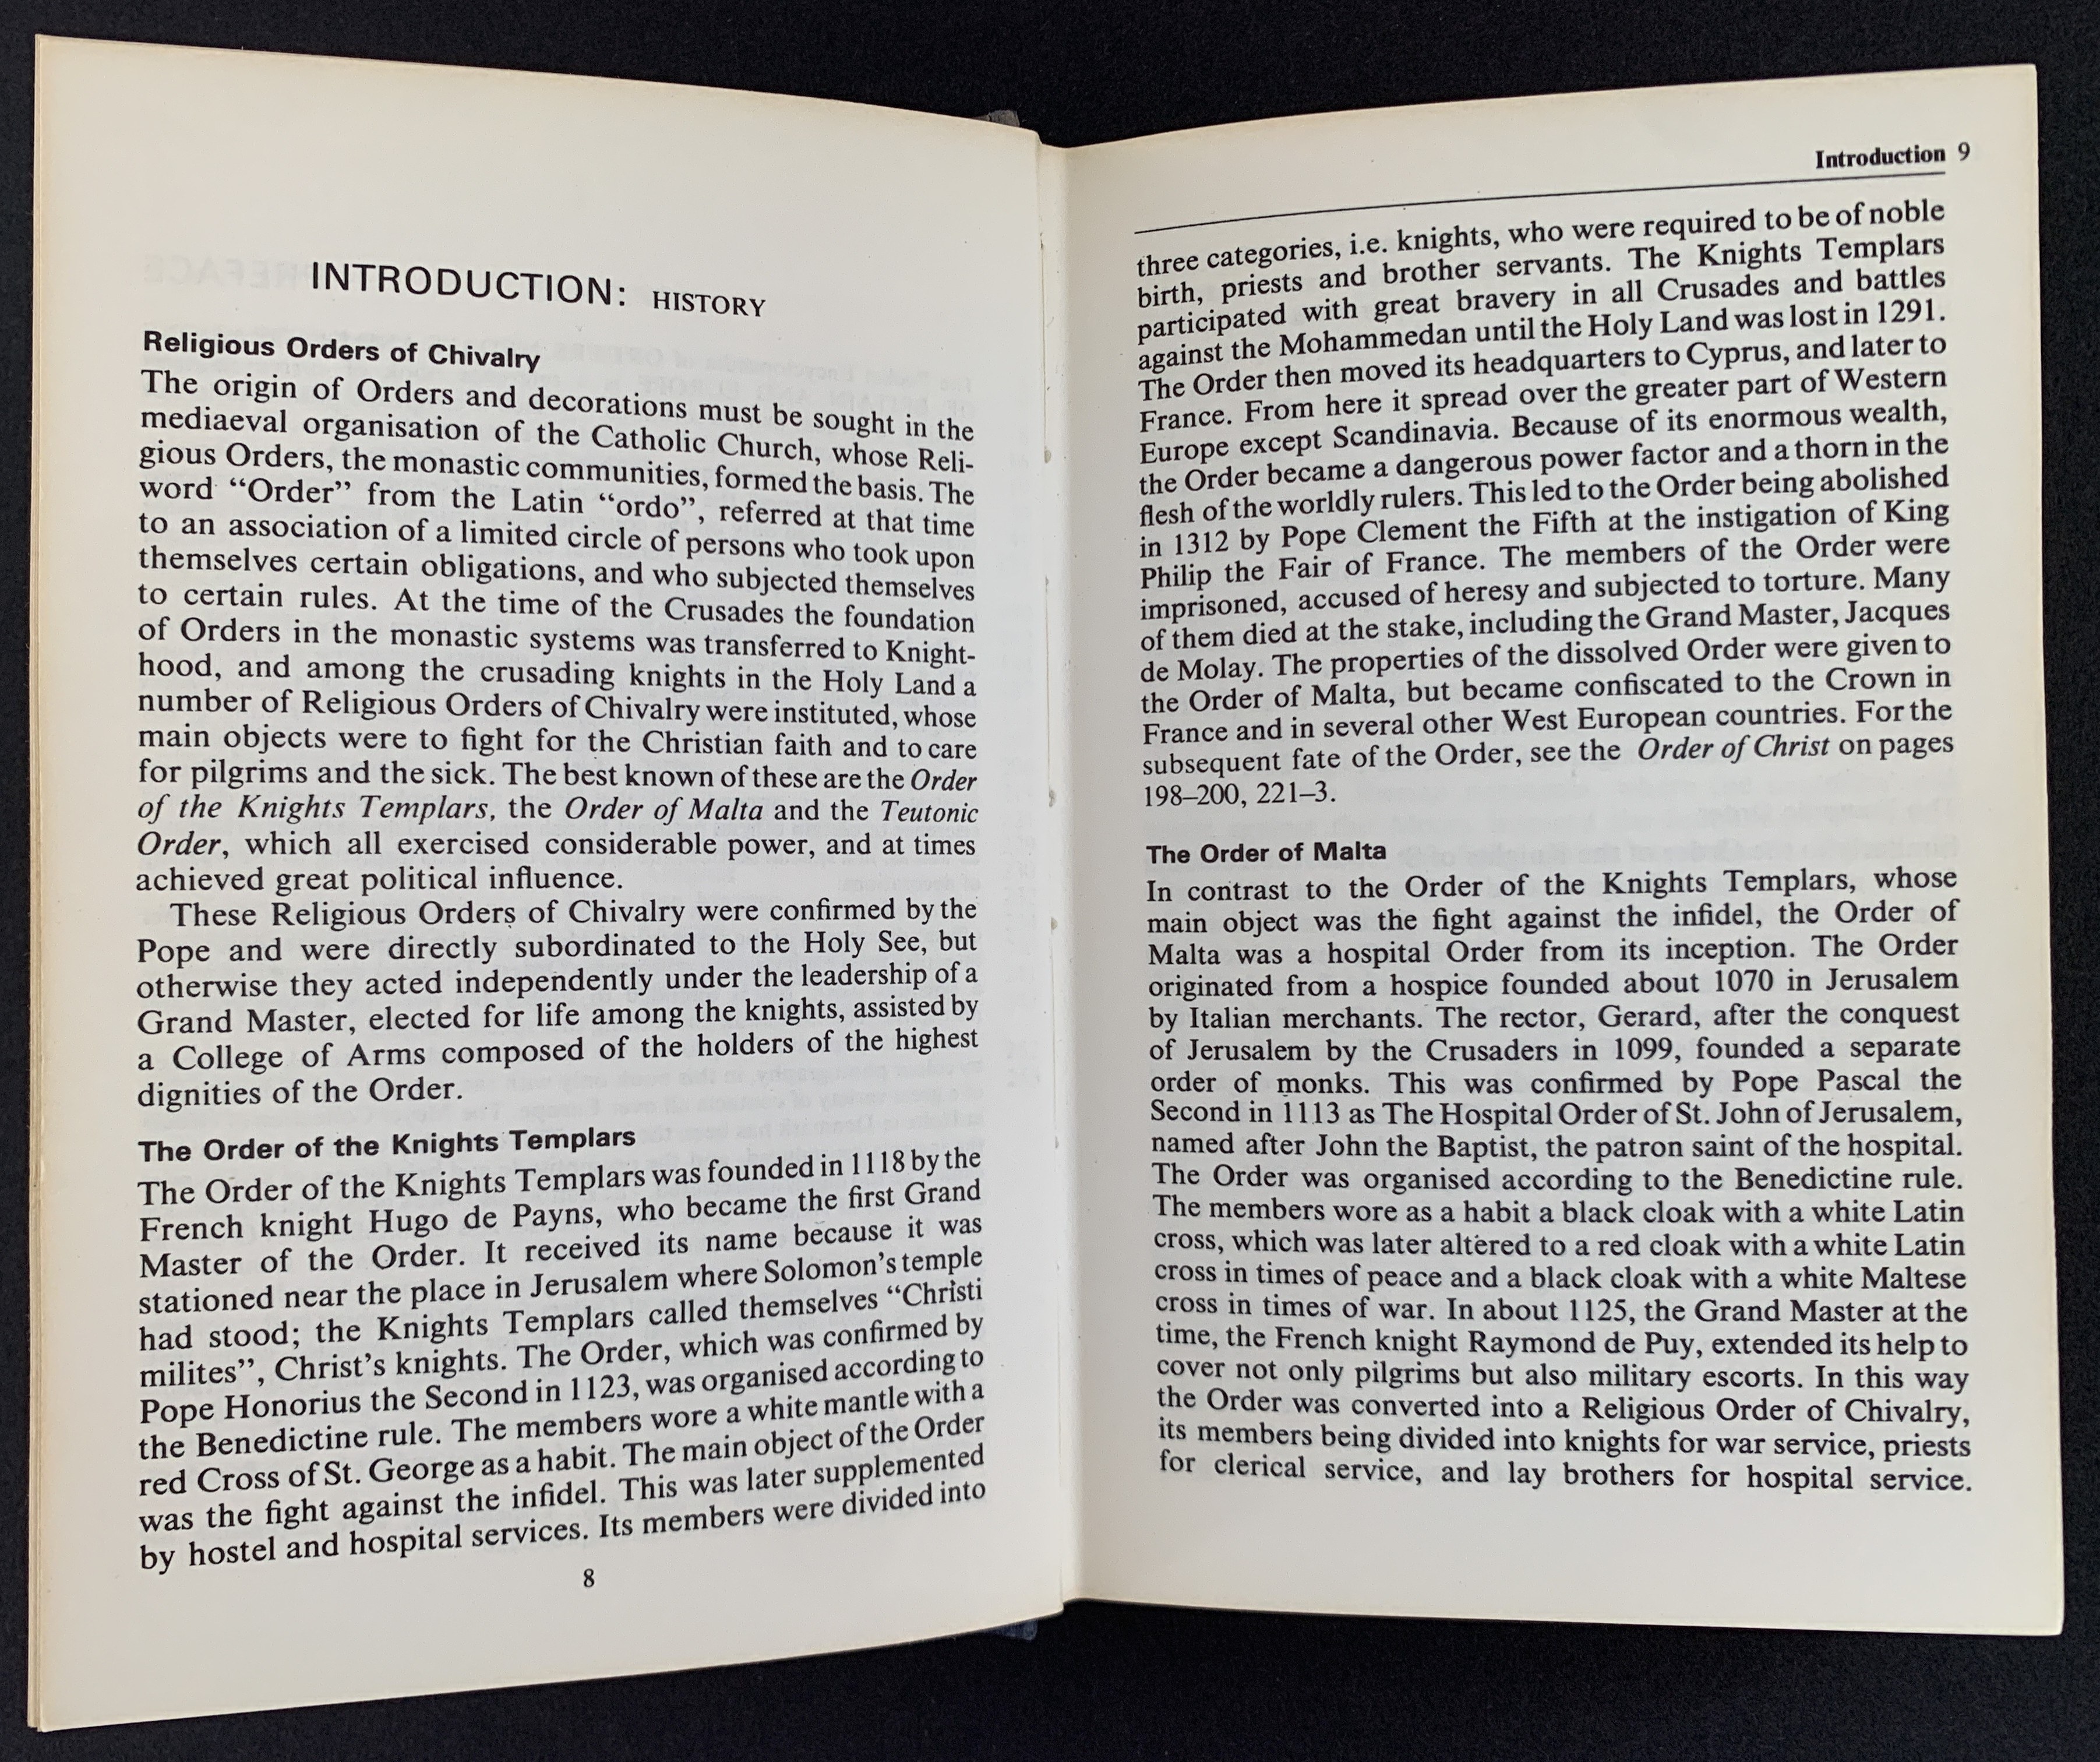 INTRODUCTION: HISTORY
Religious Orders of Chivalry
The origin of Orders and decorations must be sought in the
mediaeval organisation of the Catholic Church, whose Reli-
gious Orders, the monastic communities, formed the basis. The
word “Order” from the Latin “ordo”, referred at that time
to an association of a limited circle of persons who took upon
themselves certain obligations, and who subjected themselves
to certain rules. At the time of the Crusades the foundation
of Orders in the monastic systems was transferred to Knight-
hood, and among the crusading knights in the Holy Land a
number of Religious Orders of Chivalry were instituted, whose
main objects were to fight for the Christian faith and to care
for pilgrims and the sick. The best known of these are the Order
of the Knights Templars, the Order of Malta and the Teutonic
Order, which all exercised considerable power, and at times
achieved great political influence.
These Religious Orders of Chivalry were confirmed by the
Pope and were directly subordinated to the Holy See, but
otherwise they acted independently under the leadership of a
Grand Master, elected for life among the knights, assisted by
a College of Arms composed of the holders of the highest
dignities of the Order.
The Order of the Knights Templars
The Order of the Knights Templars was founded in 1118 by the
French knight Hugo de Payns, who became the first Grand
Master of the Order. It received its name because it was
stationed near the place in Jerusalem where Solomon’s temple
had stood; the Knights Templars called themselves “Christi
milites”, Christ’s knights. The Order, which was confirmed by
Pope Honorius the Second in 1123, was organised according to
the Benedictine rule. The members wore a white mantle with a
red Cross of St. George as a habit. The main object of the Order
was the fight against the infidel. This was later supplemented
by hostel and hospital services. Its members were divided into
8
Introduction 9
three categories, i.e. knights, who were required to be of noble
birth, priests and brother servants. The Knights Templars
participated with great bravery in all Crusades and battles
against the Mohammedan until the Holy Land was lost in 1291.
The Order then moved its headquarters to Cyprus, and later to
France. From here it spread over the greater part of Western
Europe except Scandinavia. Because of its enormous wealth,
the Order became a dangerous power factor and a thorn in the
flesh of the worldly rulers. This led to the Order being abolished
in 1312 by Pope Clement the Fifth at the instigation of King
Philip the Fair of France. The members of the Order were
imprisoned, accused of heresy and subjected to torture. Many
of them died at the stake, including the Grand Master, Jacques
de Molay. The properties of the dissolved Order were given to
the Order of Malta, but became confiscated to the Crown in
France and in several other West European countries. For the
subsequent fate of the Order, see the Order of Christ on pages
198–200, 221–3.
The Order of Malta
In contrast to the Order of the Knights Templars, whose
main object was the fight against the infidel, the Order of
Malta was a hospital Order from its inception. The Order
originated from a hospice founded about 1070 in Jerusalem
by Italian merchants. The rector, Gerard, after the conquest
of Jerusalem by the Crusaders in 1099, founded a separate
order of monks. This was confirmed by Pope Pascal the
Second in 1113 as The Hospital Order of St. John of Jerusalem,
named after John the Baptist, the patron saint of the hospital.
The Order was organised according to the Benedictine rule.
The members wore as a habit a black cloak with a white Latin
cross, which was later altered to a red cloak with a white Latin
cross in times of peace and a black cloak with a white Maltese
cross in times of war. In about 1125, the Grand Master at the
time, the French knight Raymond de Puy, extended its help to
cover not only pilgrims but also military escorts. In this way
the Order was converted into a Religious Order of Chivalry,
its members being divided into knights for war service, priests
for clerical service, and lay brothers for hospital service.